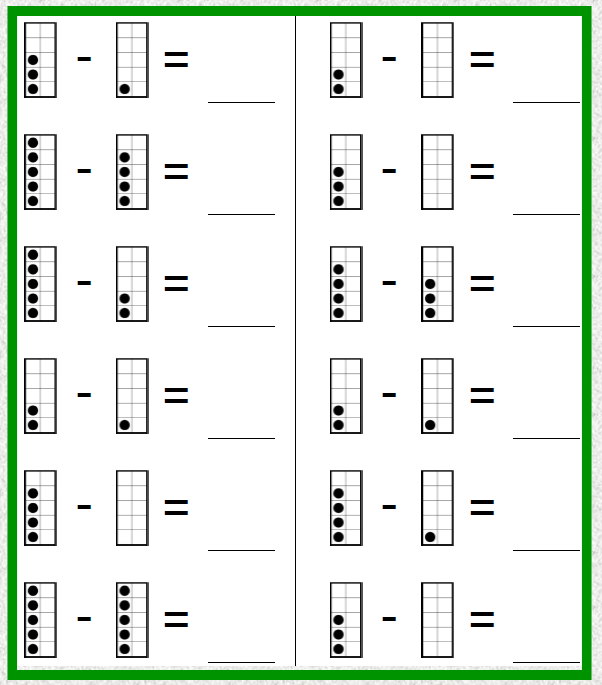 - = - =
- = - =
- = - =
- = - =
- = - =
- = - =